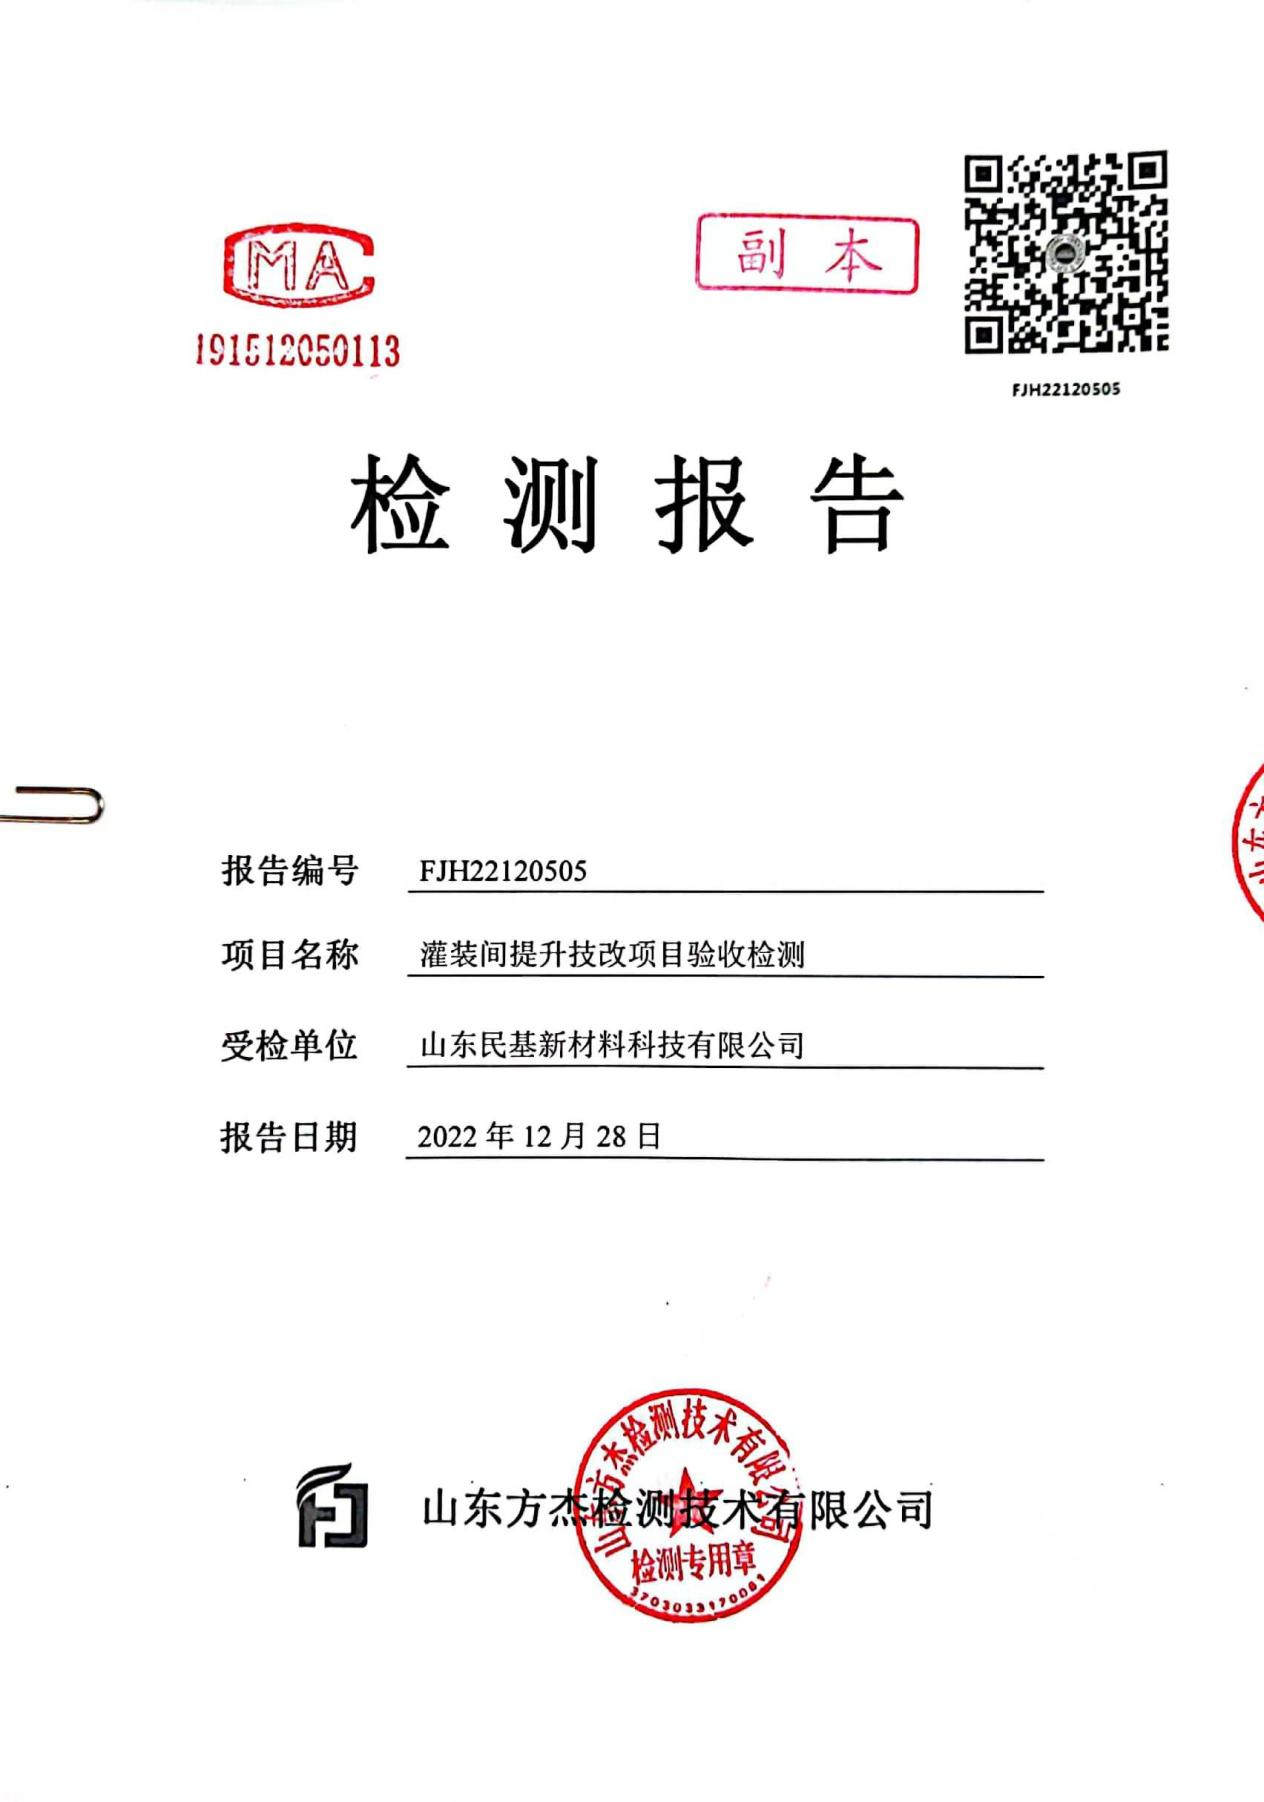 MA
191512050113
副 本
FJH22120505
检 测 报 告
报告编号 FJH22120505
项目名称 灌装间提升技改项目验收检测
受检单位 山东民基新材料科技有限公司
报告日期 2022 年 12 月 28 日
山东方杰检测技术有限公司
山东方杰检测技术有限公司
检测专用章
山东方